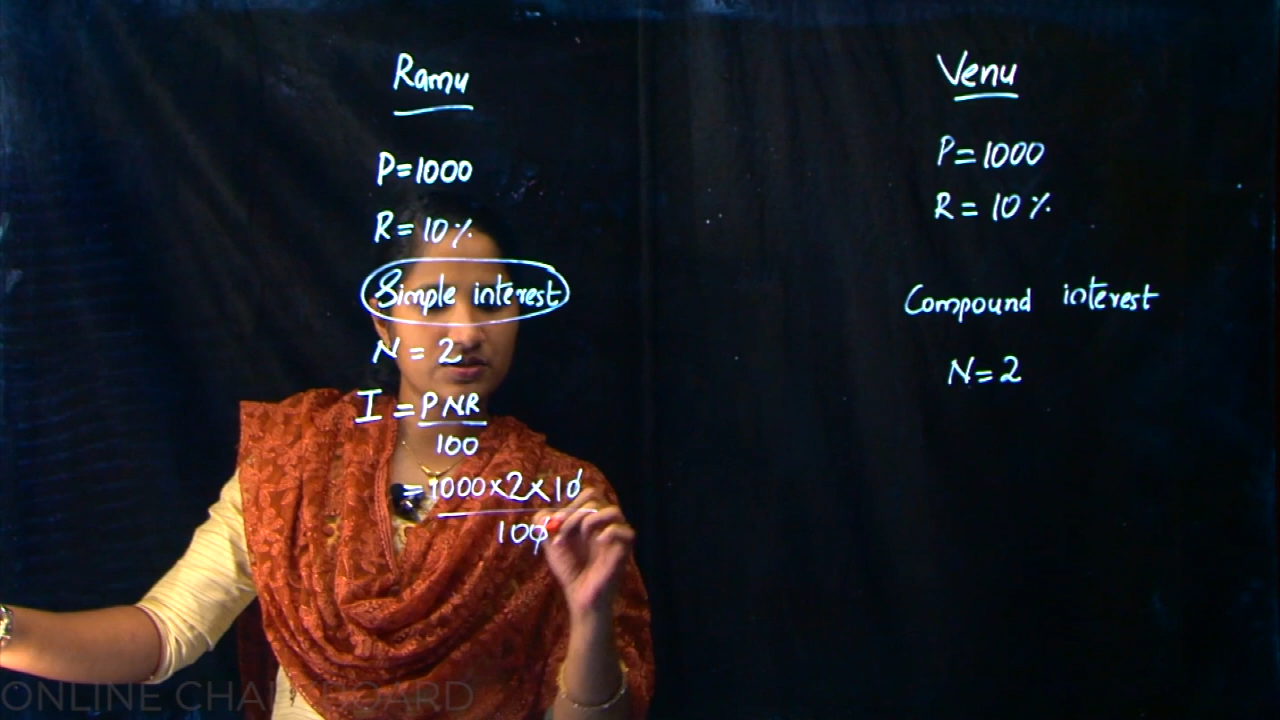 Ramu
P=1000
R=10%
Simple interest
N=2
I = PNR
100
= 1000×2×10
100
Venu
P=1000
R=10%
Compound interest
N=2
ONLINE CHALKBOARD